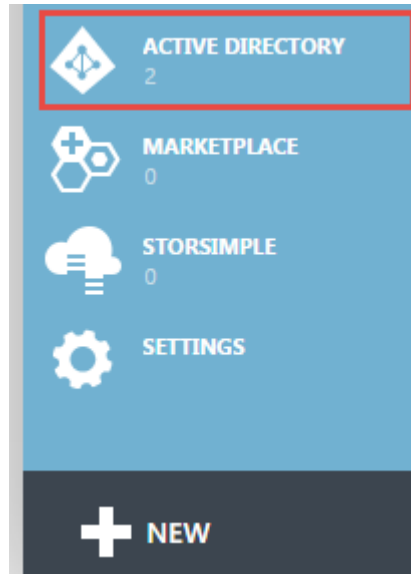 ACTIVE DIRECTORY
2
MARKETPLACE
0
STORSIMPLE
0
SETTINGS
NEW